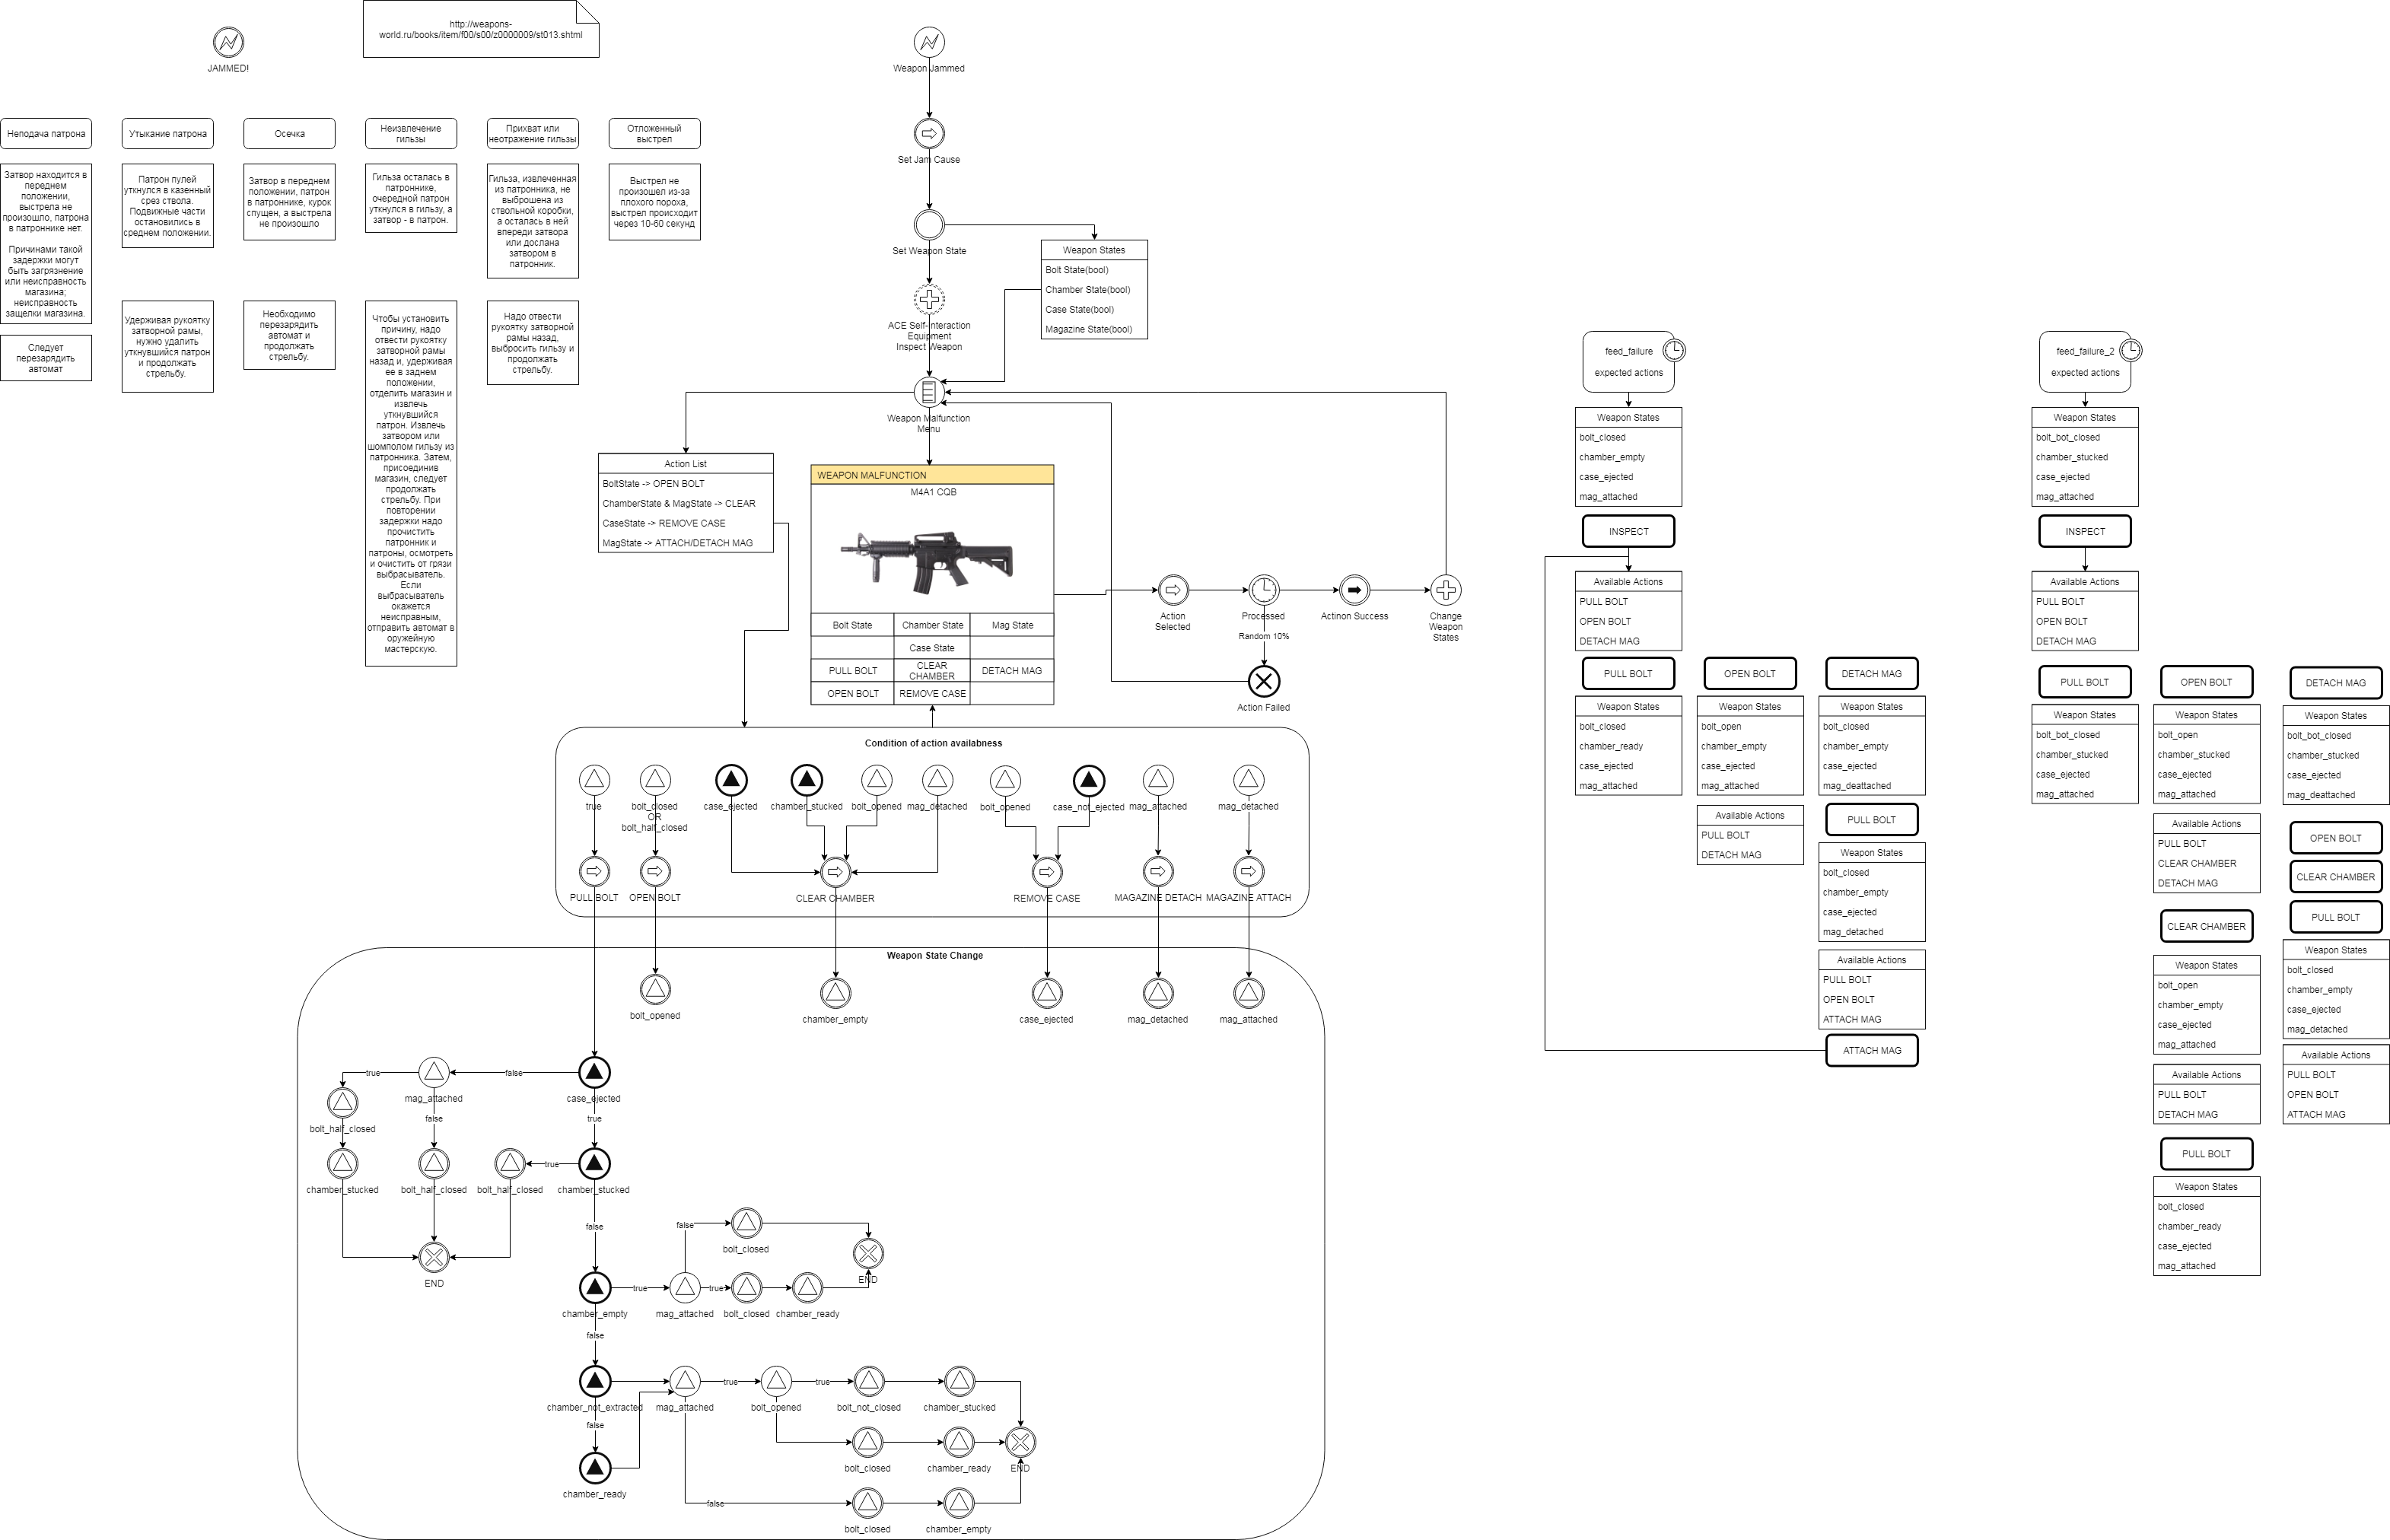 JAMMED!
http://weapons-
world.ru/books/item/f00/s00/z0000009/st013.shtml
Неподача патрона
Затвор находится в
переднем
положении,
выстрела не
произошло, патрона
в патроннике нет.
Причинами такой
задержки могут
быть загрязнение
или неисправность
магазина;
неисправность
защелки магазина.
Следует
перезарядить
автомат
Утыкание патрона
Патрон пулей
уткнулся в казенный
срез ствола.
Подвижные части
остановились в
среднем положении.
Удерживая рукоятку
затворной рамы,
нужно удалить
уткнувшийся патрон
и продолжать
стрельбу.
Осечка
Затвор в переднем
положении, патрон
в патроннике, курок
спущен, а выстрела
не произошло
Необходимо
перезарядить
автомат и
продолжать
стрельбу.
Неизвлечение
гильзы
Гильза осталась в
патроннике,
очередной патрон
уткнулся в гильзу, а
затвор - в патрон.
Чтобы установить
причину, надо
отвести рукоятку
затворной рамы
назад и, удерживая
ее в заднем
положении,
отделить магазин и
извлечь
уткнувшийся
патрон. Извлечь
затвором или
шомполом гильзу из
патронника. Затем,
присоединив
магазин, следует
продолжать
стрельбу. При
повторении
задержки надо
прочистить
патронник и
патроны, осмотреть
и очистить от грязи
выбрасыватель.
Если
выбрасыватель
окажется
неисправным,
отправить автомат в
оружейную
мастерскую.
Прихват или
неотражение гильзы
Гильза, извлеченная
из патронника, не
выброшена из
ствольной коробки,
а осталась в ней
впереди затвора
или дослана
затвором в
патронник.
Надо отвести
рукоятку затворной
рамы назад,
выбросить гильзу и
продолжать
стрельбу.
Отложенный
выстрел
Выстрел не
произошел из-за
плохого пороха,
выстрел происходит
через 10-60 секунд
Weapon Jammed
Set Jam Cause
Set Weapon State
Weapon States
Bolt State(bool)
Chamber State(bool)
Case State(bool)
Magazine State(bool)
ACE Self-Interaction
Equipment
Inspect Weapon
Weapon Malfunction
Menu
Action List
BoltState -> OPEN BOLT
ChamberState & MagState -> CLEAR
CaseState -> REMOVE CASE
MagState -> ATTACH/DETACH MAG
WEAPON MALFUNCTION
M4A1 CQB
Bolt State
Chamber State
Mag State
Case State
PULL BOLT
CLEAR
CHAMBER
DETACH MAG
OPEN BOLT
REMOVE CASE
Action
Selected
Processed
Random 10%
Action Failed
Actinon Success
Change
Weapon
States
Condition of action availabness
true
bolt_closed
OR
bolt_half_closed
case_ejected
chamber_stucked
bolt_opened
mag_detached
bolt_opened
case_not_ejected
mag_attached
mag_detached
PULL BOLT
OPEN BOLT
CLEAR CHAMBER
REMOVE CASE
MAGAZINE DETACH
MAGAZINE ATTACH
Weapon State Change
bolt_opened
chamber_empty
case_ejected
mag_detached
mag_attached
true
mag_attached
false
case_ejected
bolt_half_closed
false
true
chamber_stucked
bolt_half_closed
bolt_half_closed
true
chamber_stucked
END
false
false
bolt_closed
END
chamber_empty
true
mag_attached
true
bolt_closed
chamber_ready
false
chamber_not_extracted
mag_attached
true
bolt_opened
true
bolt_not_closed
chamber_stucked
false
bolt_closed
chamber_ready
END
chamber_ready
false
bolt_closed
chamber_empty
feed_failure
expected actions
Weapon States
bolt_closed
chamber_empty
case_ejected
mag_attached
INSPECT
Available Actions
PULL BOLT
OPEN BOLT
DETACH MAG
PULL BOLT
Weapon States
bolt_closed
chamber_ready
case_ejected
mag_attached
OPEN BOLT
Weapon States
bolt_open
chamber_empty
case_ejected
mag_attached
Available Actions
PULL BOLT
DETACH MAG
DETACH MAG
Weapon States
bolt_closed
chamber_empty
case_ejected
mag_deattached
PULL BOLT
Weapon States
bolt_closed
chamber_empty
case_ejected
mag_detached
Available Actions
PULL BOLT
OPEN BOLT
ATTACH MAG
ATTACH MAG
feed_failure_2
expected actions
Weapon States
bolt_bot_closed
chamber_stucked
case_ejected
mag_attached
INSPECT
Available Actions
PULL BOLT
OPEN BOLT
DETACH MAG
PULL BOLT
Weapon States
bolt_bot_closed
chamber_stucked
case_ejected
mag_attached
OPEN BOLT
Weapon States
bolt_open
chamber_stucked
case_ejected
mag_attached
Available Actions
PULL BOLT
CLEAR CHAMBER
DETACH MAG
CLEAR CHAMBER
Weapon States
bolt_open
chamber_empty
case_ejected
mag_attached
Available Actions
PULL BOLT
DETACH MAG
PULL BOLT
Weapon States
bolt_closed
chamber_ready
case_ejected
mag_attached
DETACH MAG
Weapon States
bolt_bot_closed
chamber_stucked
case_ejected
mag_deattached
OPEN BOLT
CLEAR CHAMBER
PULL BOLT
Weapon States
bolt_closed
chamber_empty
case_ejected
mag_detached
Available Actions
PULL BOLT
OPEN BOLT
ATTACH MAG